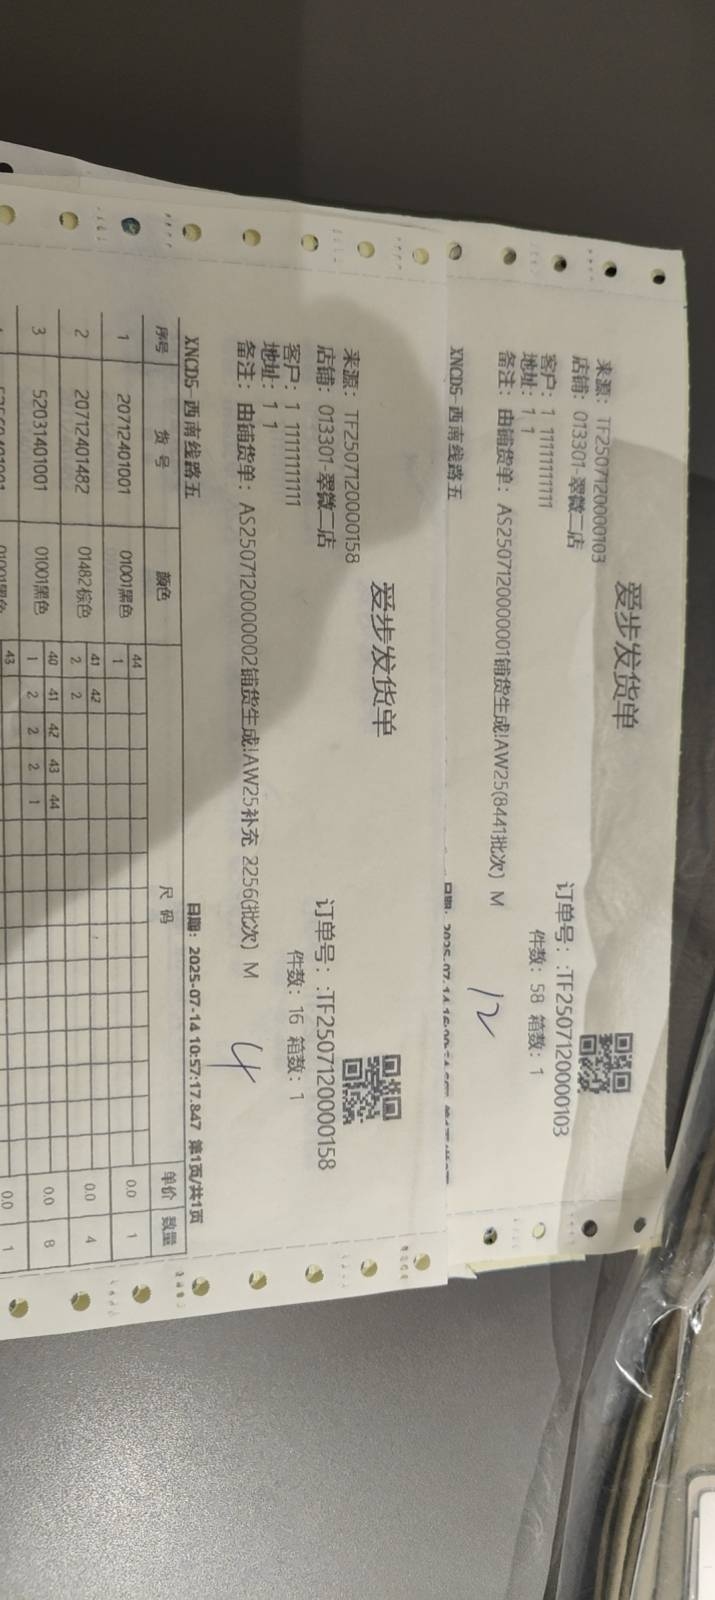 爱步发货单
来源：TF2507120000103
订单号：:TF2507120000103
店铺：013301-翠微二店
件数：58 箱数：1
客户：1 11111111111
地址：1 1
备注：由铺货单：AS2507120000001铺货生成!AW25(8441批次) M
12
XNCD5-西南线路五
爱步发货单
来源：TF2507120000158
订单号：:TF2507120000158
店铺：013301-翠微二店
件数：16 箱数：1
客户：1 11111111111
地址：1 1
备注：由铺货单：AS2507120000002铺货生成!AW25补充 2256(批次) M
4
XNCD5-西南线路五 日期：2025-07-14 10:57:17.847 第1页/共1页
序号 货号 颜色 尺码 单价 数量
44
1 20712401001 01001黑色 1 0.0 1
41 42
2 20712401482 01482棕色 2 2 0.0 4
40 41 42 43 44
3 52031401001 01001黑色 1 2 2 2 1 0.0 8
43
0.0 1